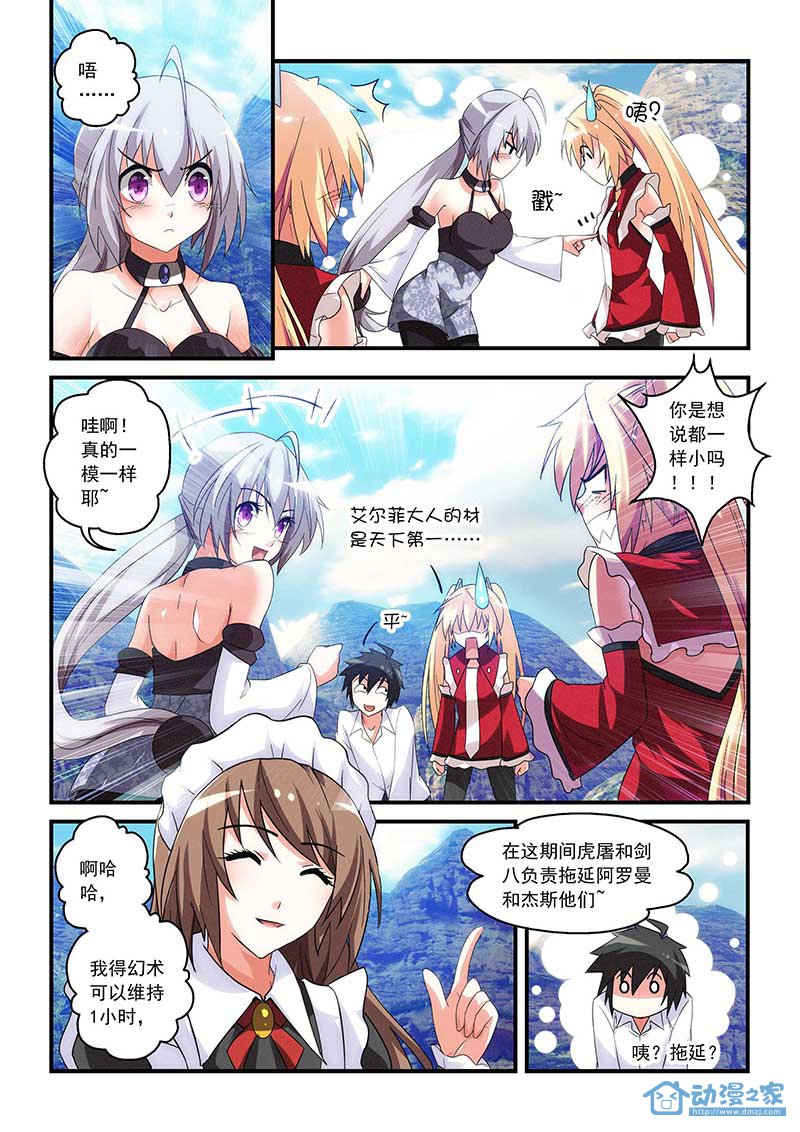 唔
……
咦?
戳~
哇啊！
真的一
模一样
耶~
你是想
说都一
样小吗
！！！
艾尔菲大人的材
是天下第一……
平~
啊哈
哈，
我得幻术
可以维持
1小时，
在这期间虎屠和剑
八负责拖延阿罗曼
和杰斯他们~
咦？拖延？
动漫之家
http://www.dmzj.com